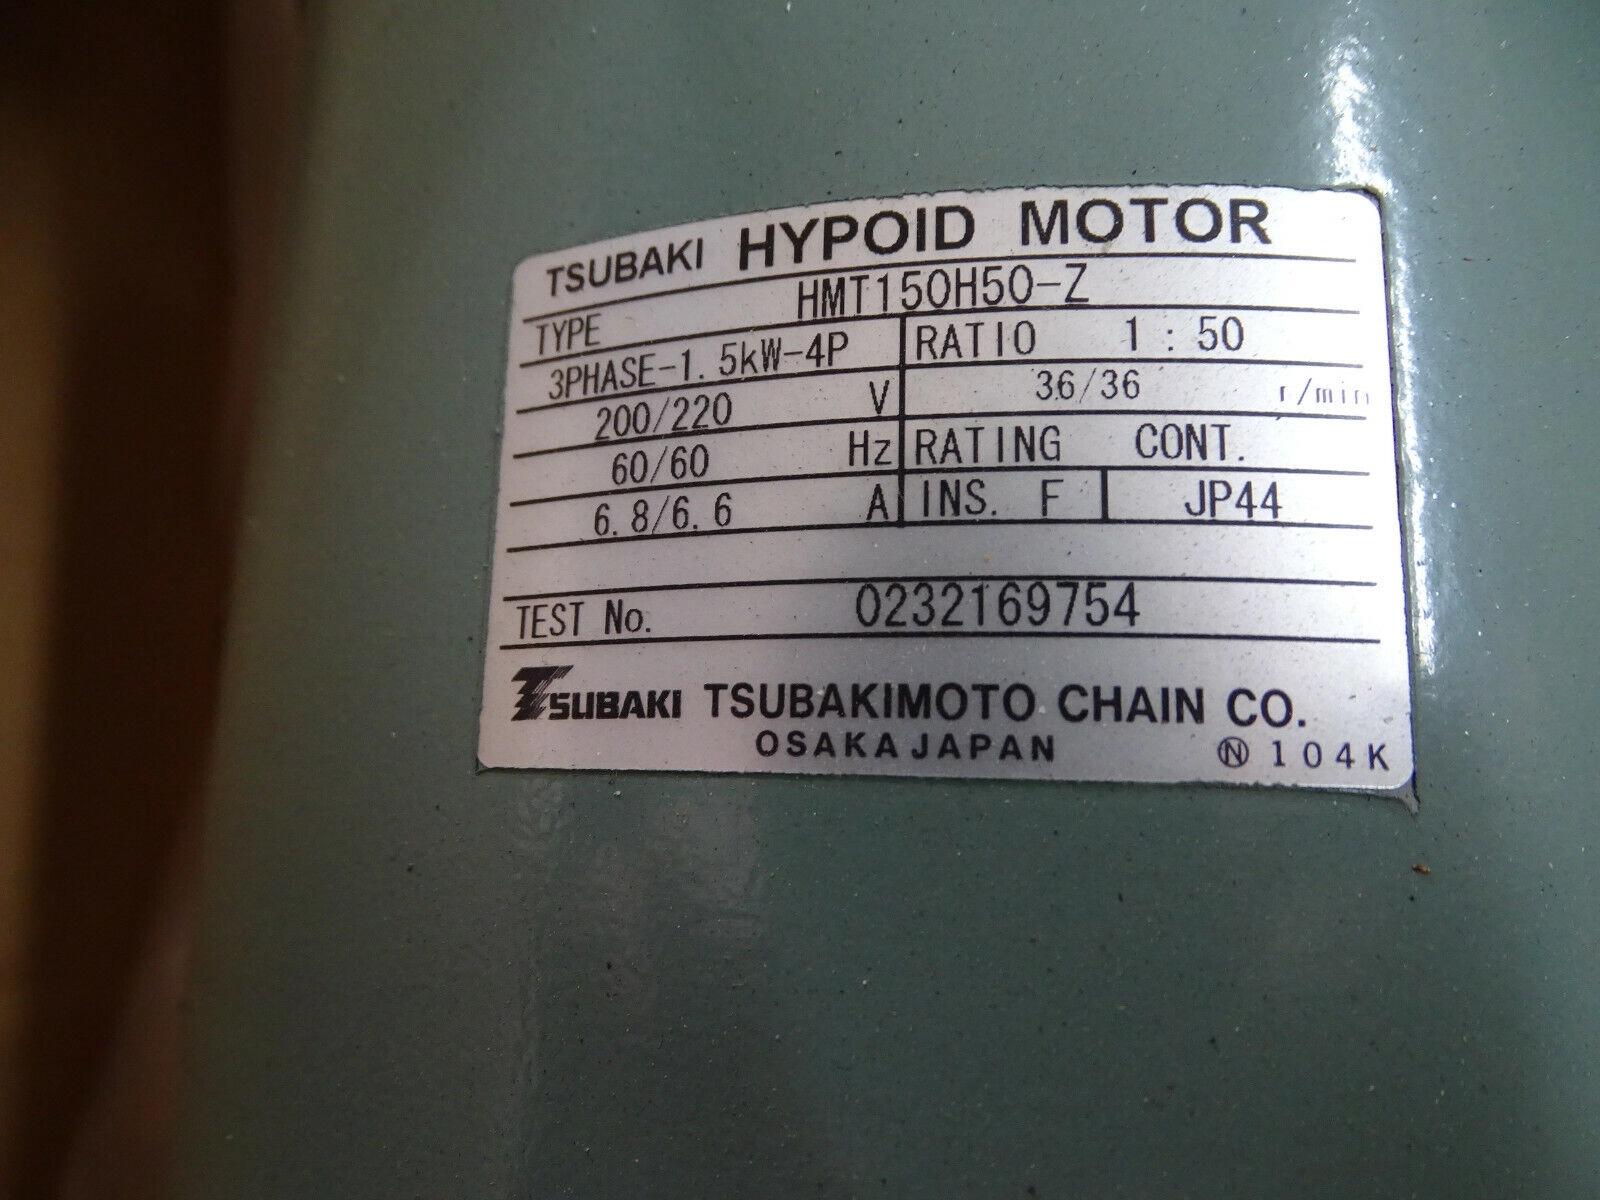 TSUBAKI HYPOID MOTOR
TYPE HMT150H50-Z
3PHASE-1.5kW-4P RATIO 1:50
200/220 V 36/36 r/min
60/60 Hz RATING CONT.
6.8/6.6 A INS. F JP44
TEST No. 0232169754
TSUBAKI TSUBAKIMOTO CHAIN CO.
OSAKA JAPAN Ⓝ 104K